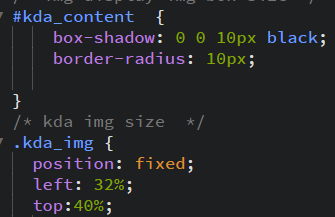 #kda_content {
box-shadow: 0 0 10px black;
border-radius: 10px;
}
/* kda img size */
.kda_img {
position: fixed;
left: 32%;
top:40%;